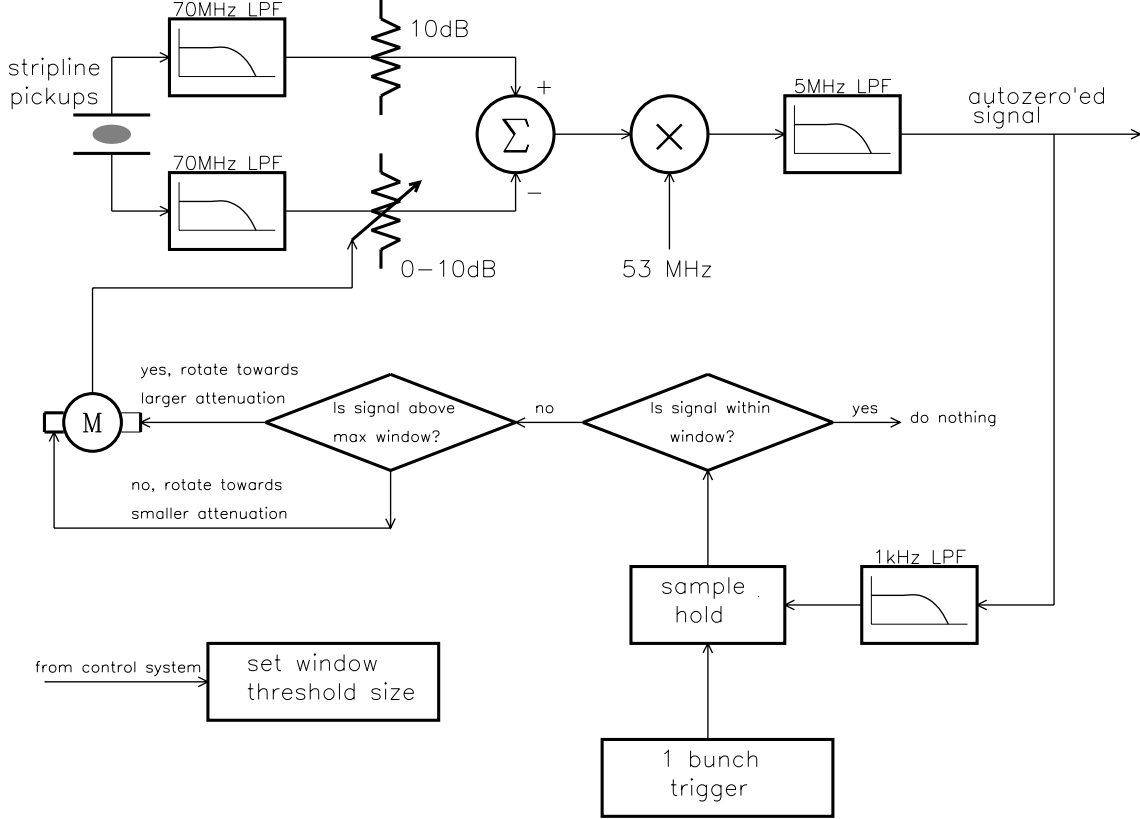 70MHz LPF
10dB
stripline
pickups
+
Σ
×
5MHz LPF
autozero'ed
signal
70MHz LPF
−
0−10dB
53 MHz
yes, rotate towards
larger attenuation
M
Is signal above
max window?
no
Is signal within
window?
yes
do nothing
no, rotate towards
smaller attenuation
1kHz LPF
sample .
hold
from control system
set window
threshold size
1 bunch
trigger